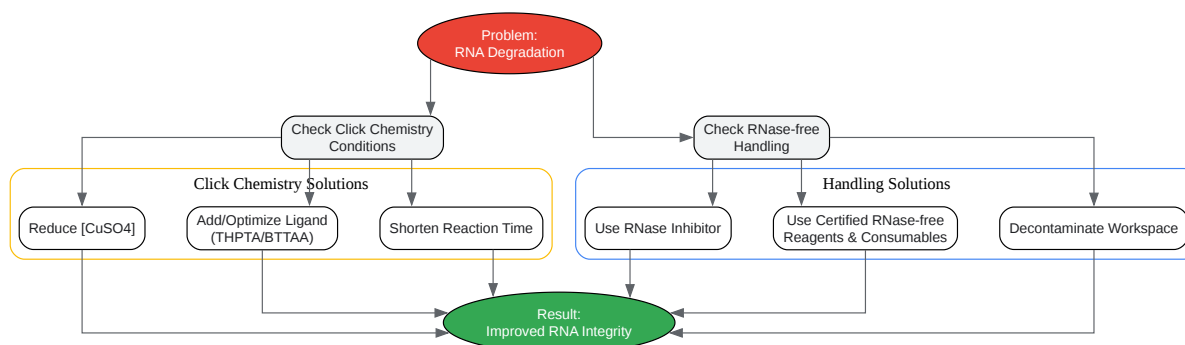 Problem:
RNA Degradation
Check Click Chemistry
Conditions
Check RNase-free
Handling
Click Chemistry Solutions
Handling Solutions
Reduce [CuSO4]
Add/Optimize Ligand
(THPTA/BTTAA)
Shorten Reaction Time
Use RNase Inhibitor
Use Certified RNase-free
Reagents & Consumables
Decontaminate Workspace
Result:
Improved RNA Integrity